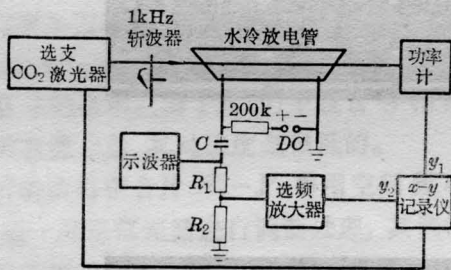 1kHz
斩波器
水冷放电管
选支
CO₂激光器
功率
计
200k
+ −
DC
C
示波器
R₁
R₂
选频
放大器
y₁
y₂
x-y
记录仪